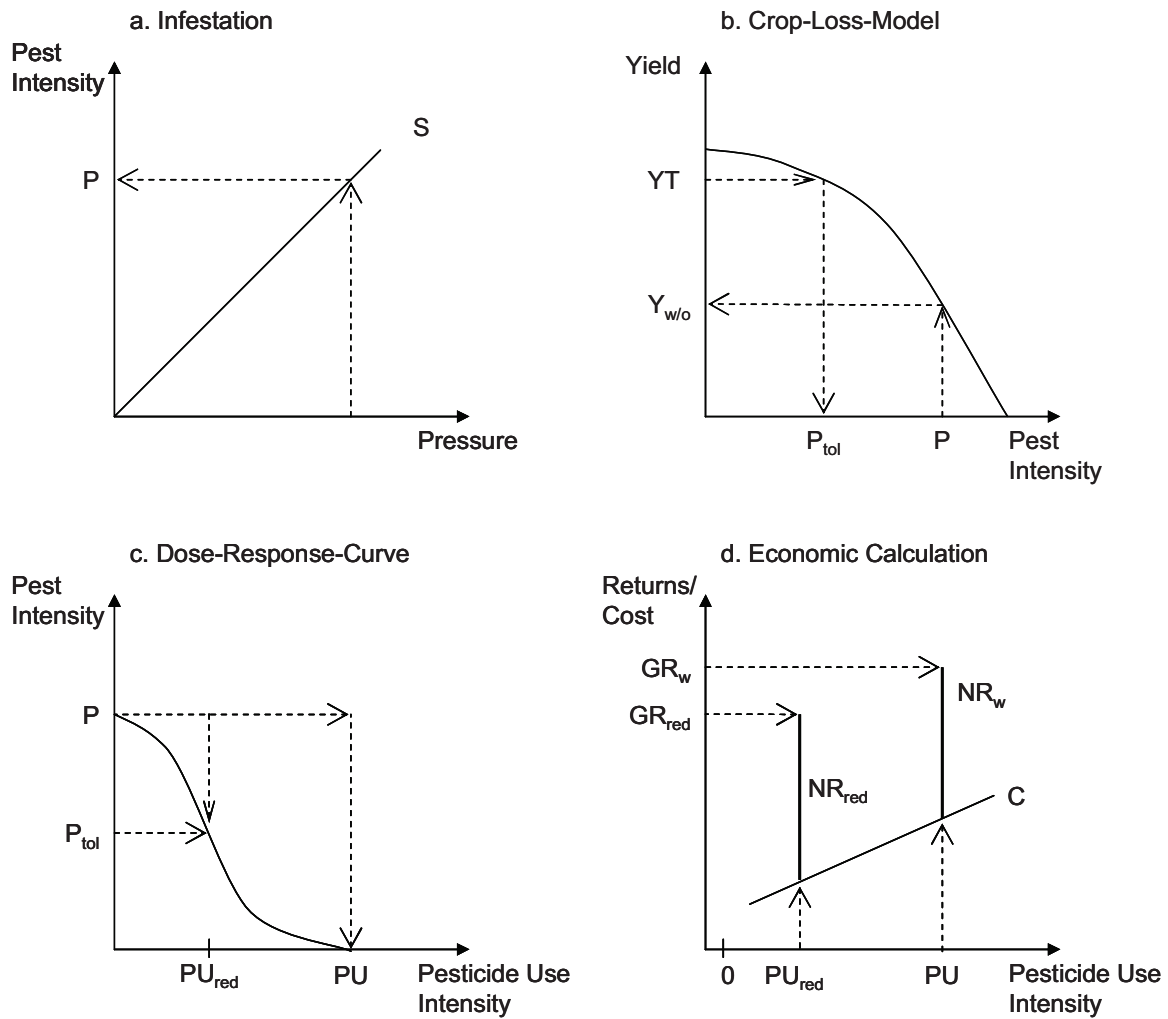 a. Infestation
Pest
Intensity
S
P
Pressure
b. Crop-Loss-Model
Yield
YT
Yw/o
Ptol
P
Pest
Intensity
c. Dose-Response-Curve
Pest
Intensity
P
Ptol
PUred
PU
Pesticide Use
Intensity
d. Economic Calculation
Returns/
Cost
GRw
NRw
GRred
NRred
C
0
PUred
PU
Pesticide Use
Intensity